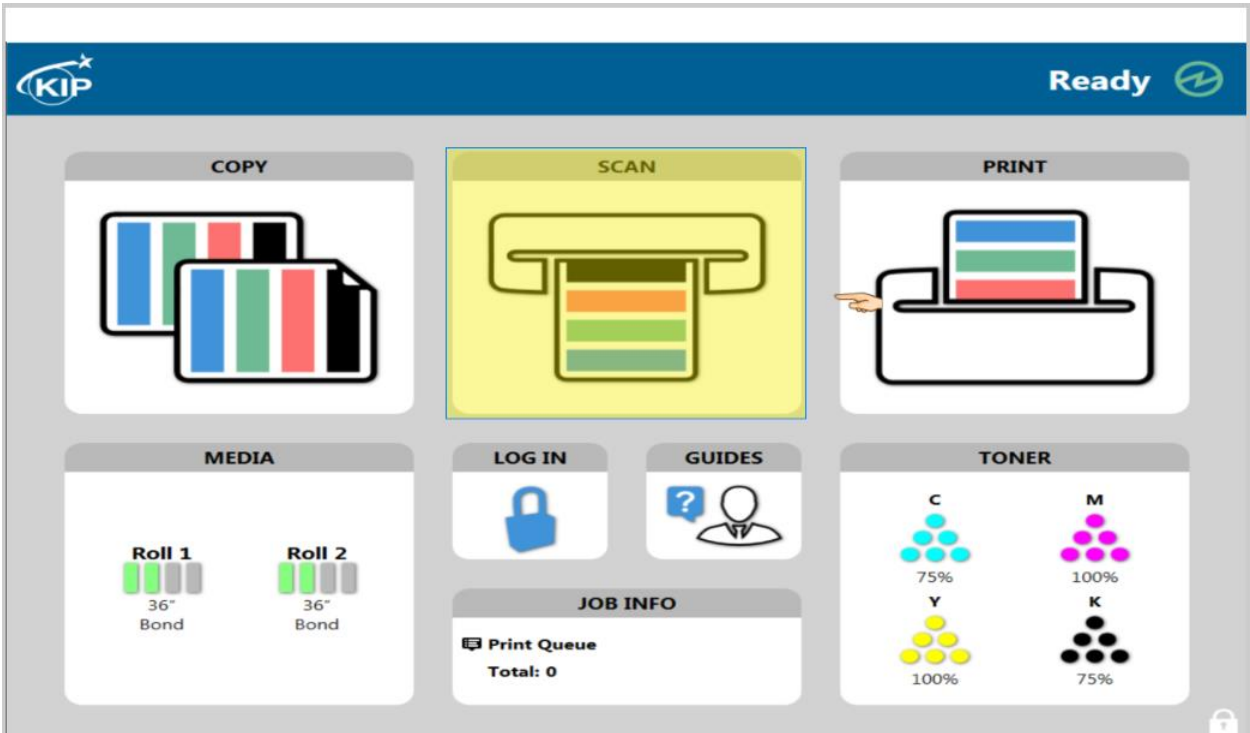 KIP
Ready
COPY
SCAN
PRINT
MEDIA
Roll 1
Roll 2
36"
36"
Bond
Bond
LOG IN
GUIDES
?
JOB INFO
Print Queue
Total: 0
TONER
C
M
75%
100%
Y
K
100%
75%